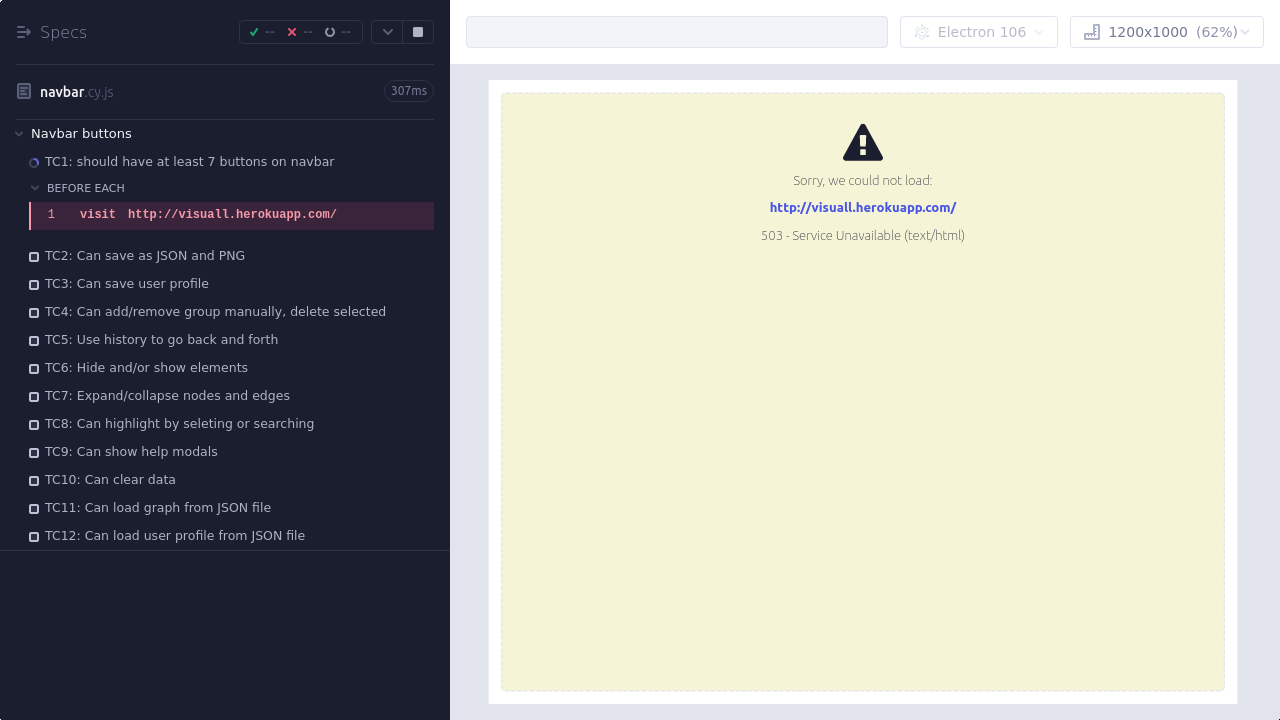 Specs
-- -- --
navbar.cy.js 307ms
Navbar buttons
TC1: should have at least 7 buttons on navbar
BEFORE EACH
1 visit http://visuall.herokuapp.com/
TC2: Can save as JSON and PNG
TC3: Can save user profile
TC4: Can add/remove group manually, delete selected
TC5: Use history to go back and forth
TC6: Hide and/or show elements
TC7: Expand/collapse nodes and edges
TC8: Can highlight by seleting or searching
TC9: Can show help modals
TC10: Can clear data
TC11: Can load graph from JSON file
TC12: Can load user profile from JSON file
Electron 106
1200x1000 (62%)
Sorry, we could not load:
http://visuall.herokuapp.com/
503 - Service Unavailable (text/html)